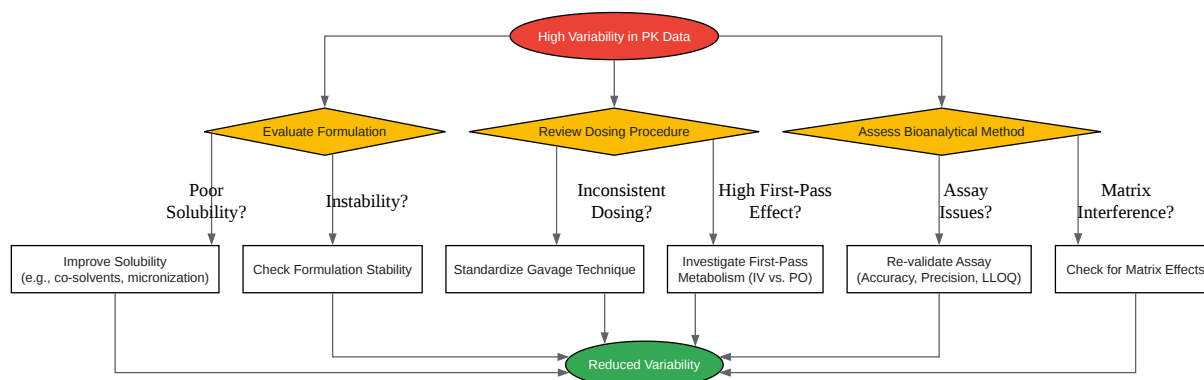 High Variability in PK Data
Evaluate Formulation
Review Dosing Procedure
Assess Bioanalytical Method
Poor
Solubility?
Instability?
Inconsistent
Dosing?
High First-Pass
Effect?
Assay
Issues?
Matrix
Interference?
Improve Solubility
(e.g., co-solvents, micronization)
Check Formulation Stability
Standardize Gavage Technique
Investigate First-Pass
Metabolism (IV vs. PO)
Re-validate Assay
(Accuracy, Precision, LLOQ)
Check for Matrix Effects
Reduced Variability